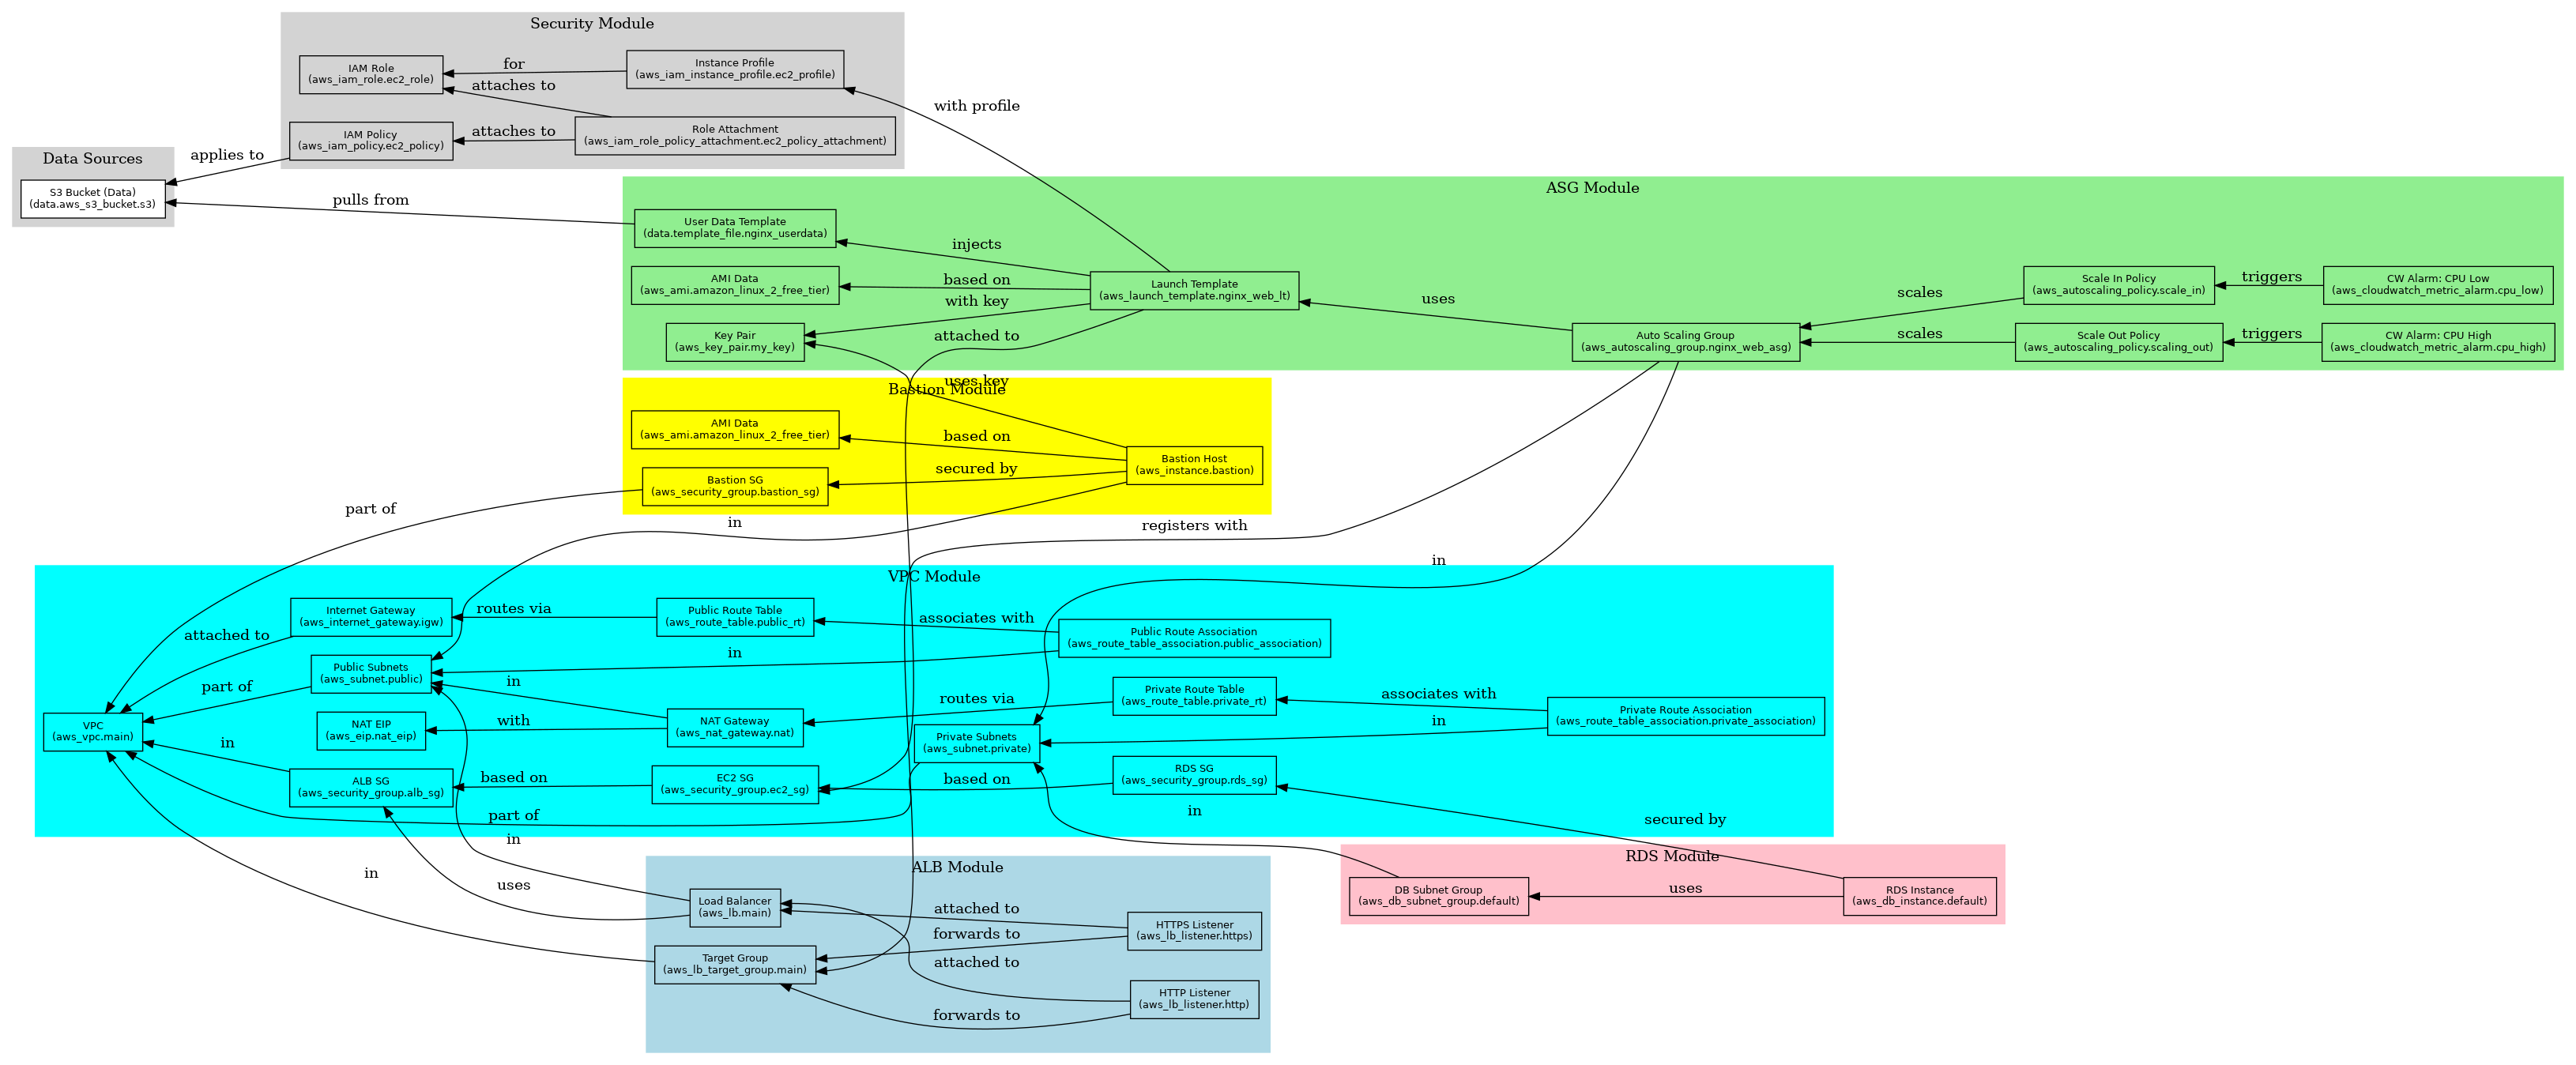 Security Module
IAM Role
(aws_iam_role.ec2_role)
for
Instance Profile
(aws_iam_instance_profile.ec2_profile)
attaches to
IAM Policy
(aws_iam_policy.ec2_policy)
attaches to
Role Attachment
(aws_iam_role_policy_attachment.ec2_policy_attachment)
with profile
Data Sources
applies to
S3 Bucket (Data)
(data.aws_s3_bucket.s3)
pulls from
ASG Module
User Data Template
(data.template_file.nginx_userdata)
injects
AMI Data
(aws_ami.amazon_linux_2_free_tier)
based on
with key
Launch Template
(aws_launch_template.nginx_web_lt)
uses
Key Pair
(aws_key_pair.my_key)
attached to
Auto Scaling Group
(aws_autoscaling_group.nginx_web_asg)
scales
scales
Scale In Policy
(aws_autoscaling_policy.scale_in)
triggers
CW Alarm: CPU Low
(aws_cloudwatch_metric_alarm.cpu_low)
Scale Out Policy
(aws_autoscaling_policy.scaling_out)
triggers
CW Alarm: CPU High
(aws_cloudwatch_metric_alarm.cpu_high)
uses key
Bastion Module
AMI Data
(aws_ami.amazon_linux_2_free_tier)
based on
Bastion Host
(aws_instance.bastion)
secured by
Bastion SG
(aws_security_group.bastion_sg)
part of
in
registers with
in
VPC Module
Internet Gateway
(aws_internet_gateway.igw)
routes via
Public Route Table
(aws_route_table.public_rt)
associates with
Public Route Association
(aws_route_table_association.public_association)
attached to
in
Public Subnets
(aws_subnet.public)
part of
in
Private Route Table
(aws_route_table.private_rt)
routes via
associates with
Private Route Association
(aws_route_table_association.private_association)
in
VPC
(aws_vpc.main)
NAT EIP
(aws_eip.nat_eip)
with
NAT Gateway
(aws_nat_gateway.nat)
Private Subnets
(aws_subnet.private)
in
ALB SG
(aws_security_group.alb_sg)
based on
EC2 SG
(aws_security_group.ec2_sg)
based on
RDS SG
(aws_security_group.rds_sg)
part of
in
secured by
in
ALB Module
RDS Module
in
uses
Load Balancer
(aws_lb.main)
attached to
HTTPS Listener
(aws_lb_listener.https)
forwards to
DB Subnet Group
(aws_db_subnet_group.default)
uses
RDS Instance
(aws_db_instance.default)
Target Group
(aws_lb_target_group.main)
attached to
HTTP Listener
(aws_lb_listener.http)
forwards to